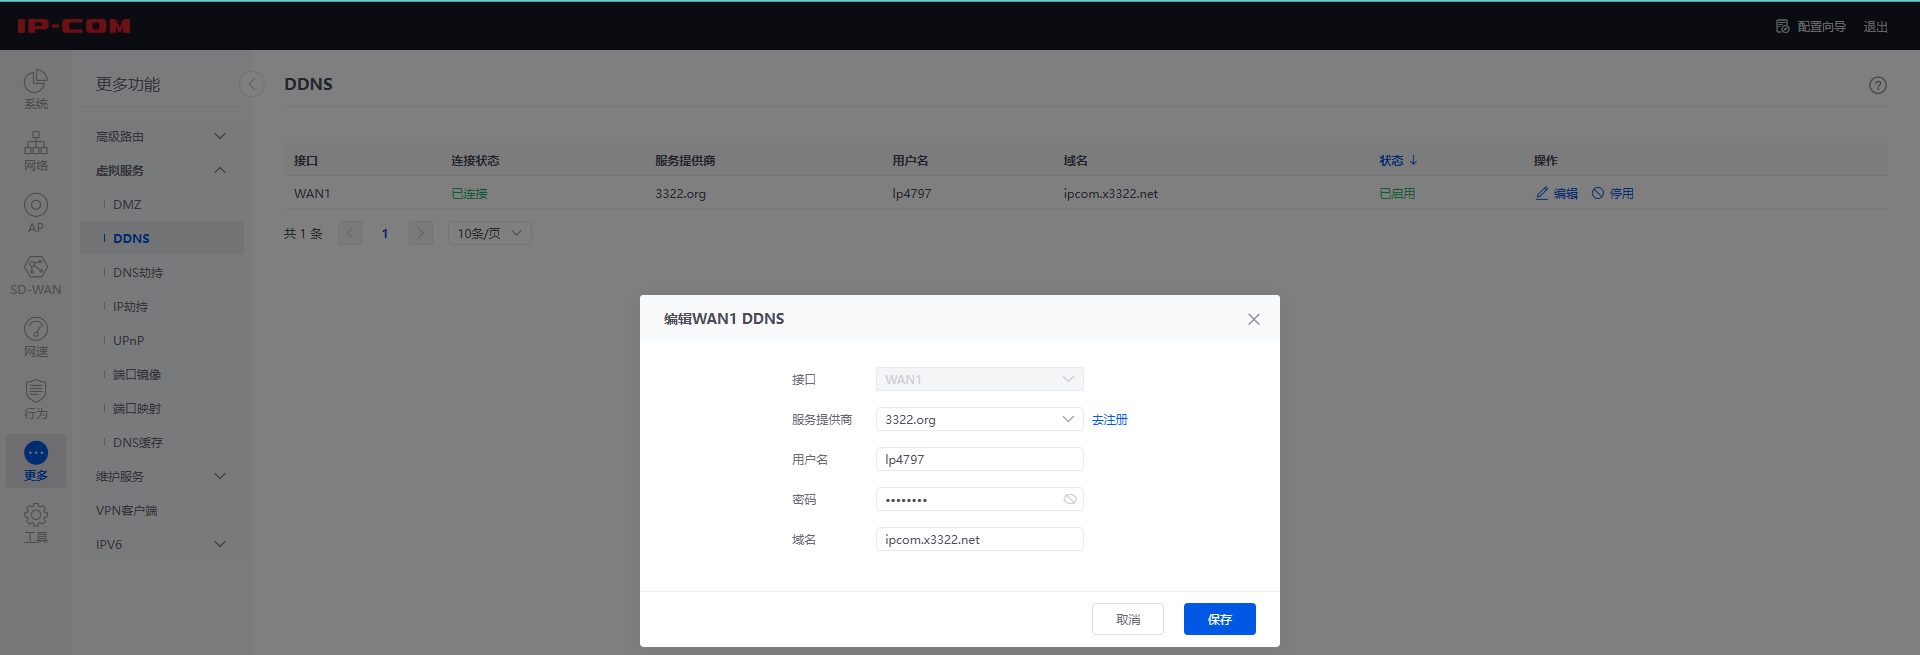 IP-COM
配置向导 退出
系统
网络
AP
SD-WAN
网速
行为
更多
工具
更多功能
高级路由
虚拟服务
DMZ
DDNS
DNS劫持
IP劫持
UPnP
端口镜像
端口映射
DNS缓存
维护服务
VPN客户端
IPV6
DDNS
接口 连接状态 服务提供商 用户名 域名 状态 操作
WAN1 已连接 3322.org lp4797 ipcom.x3322.net 已启用 编辑 停用
共 1 条 1 10条/页
编辑WAN1 DDNS
接口 WAN1
服务提供商 3322.org 去注册
用户名 lp4797
密码 ••••••••
域名 ipcom.x3322.net
取消 保存